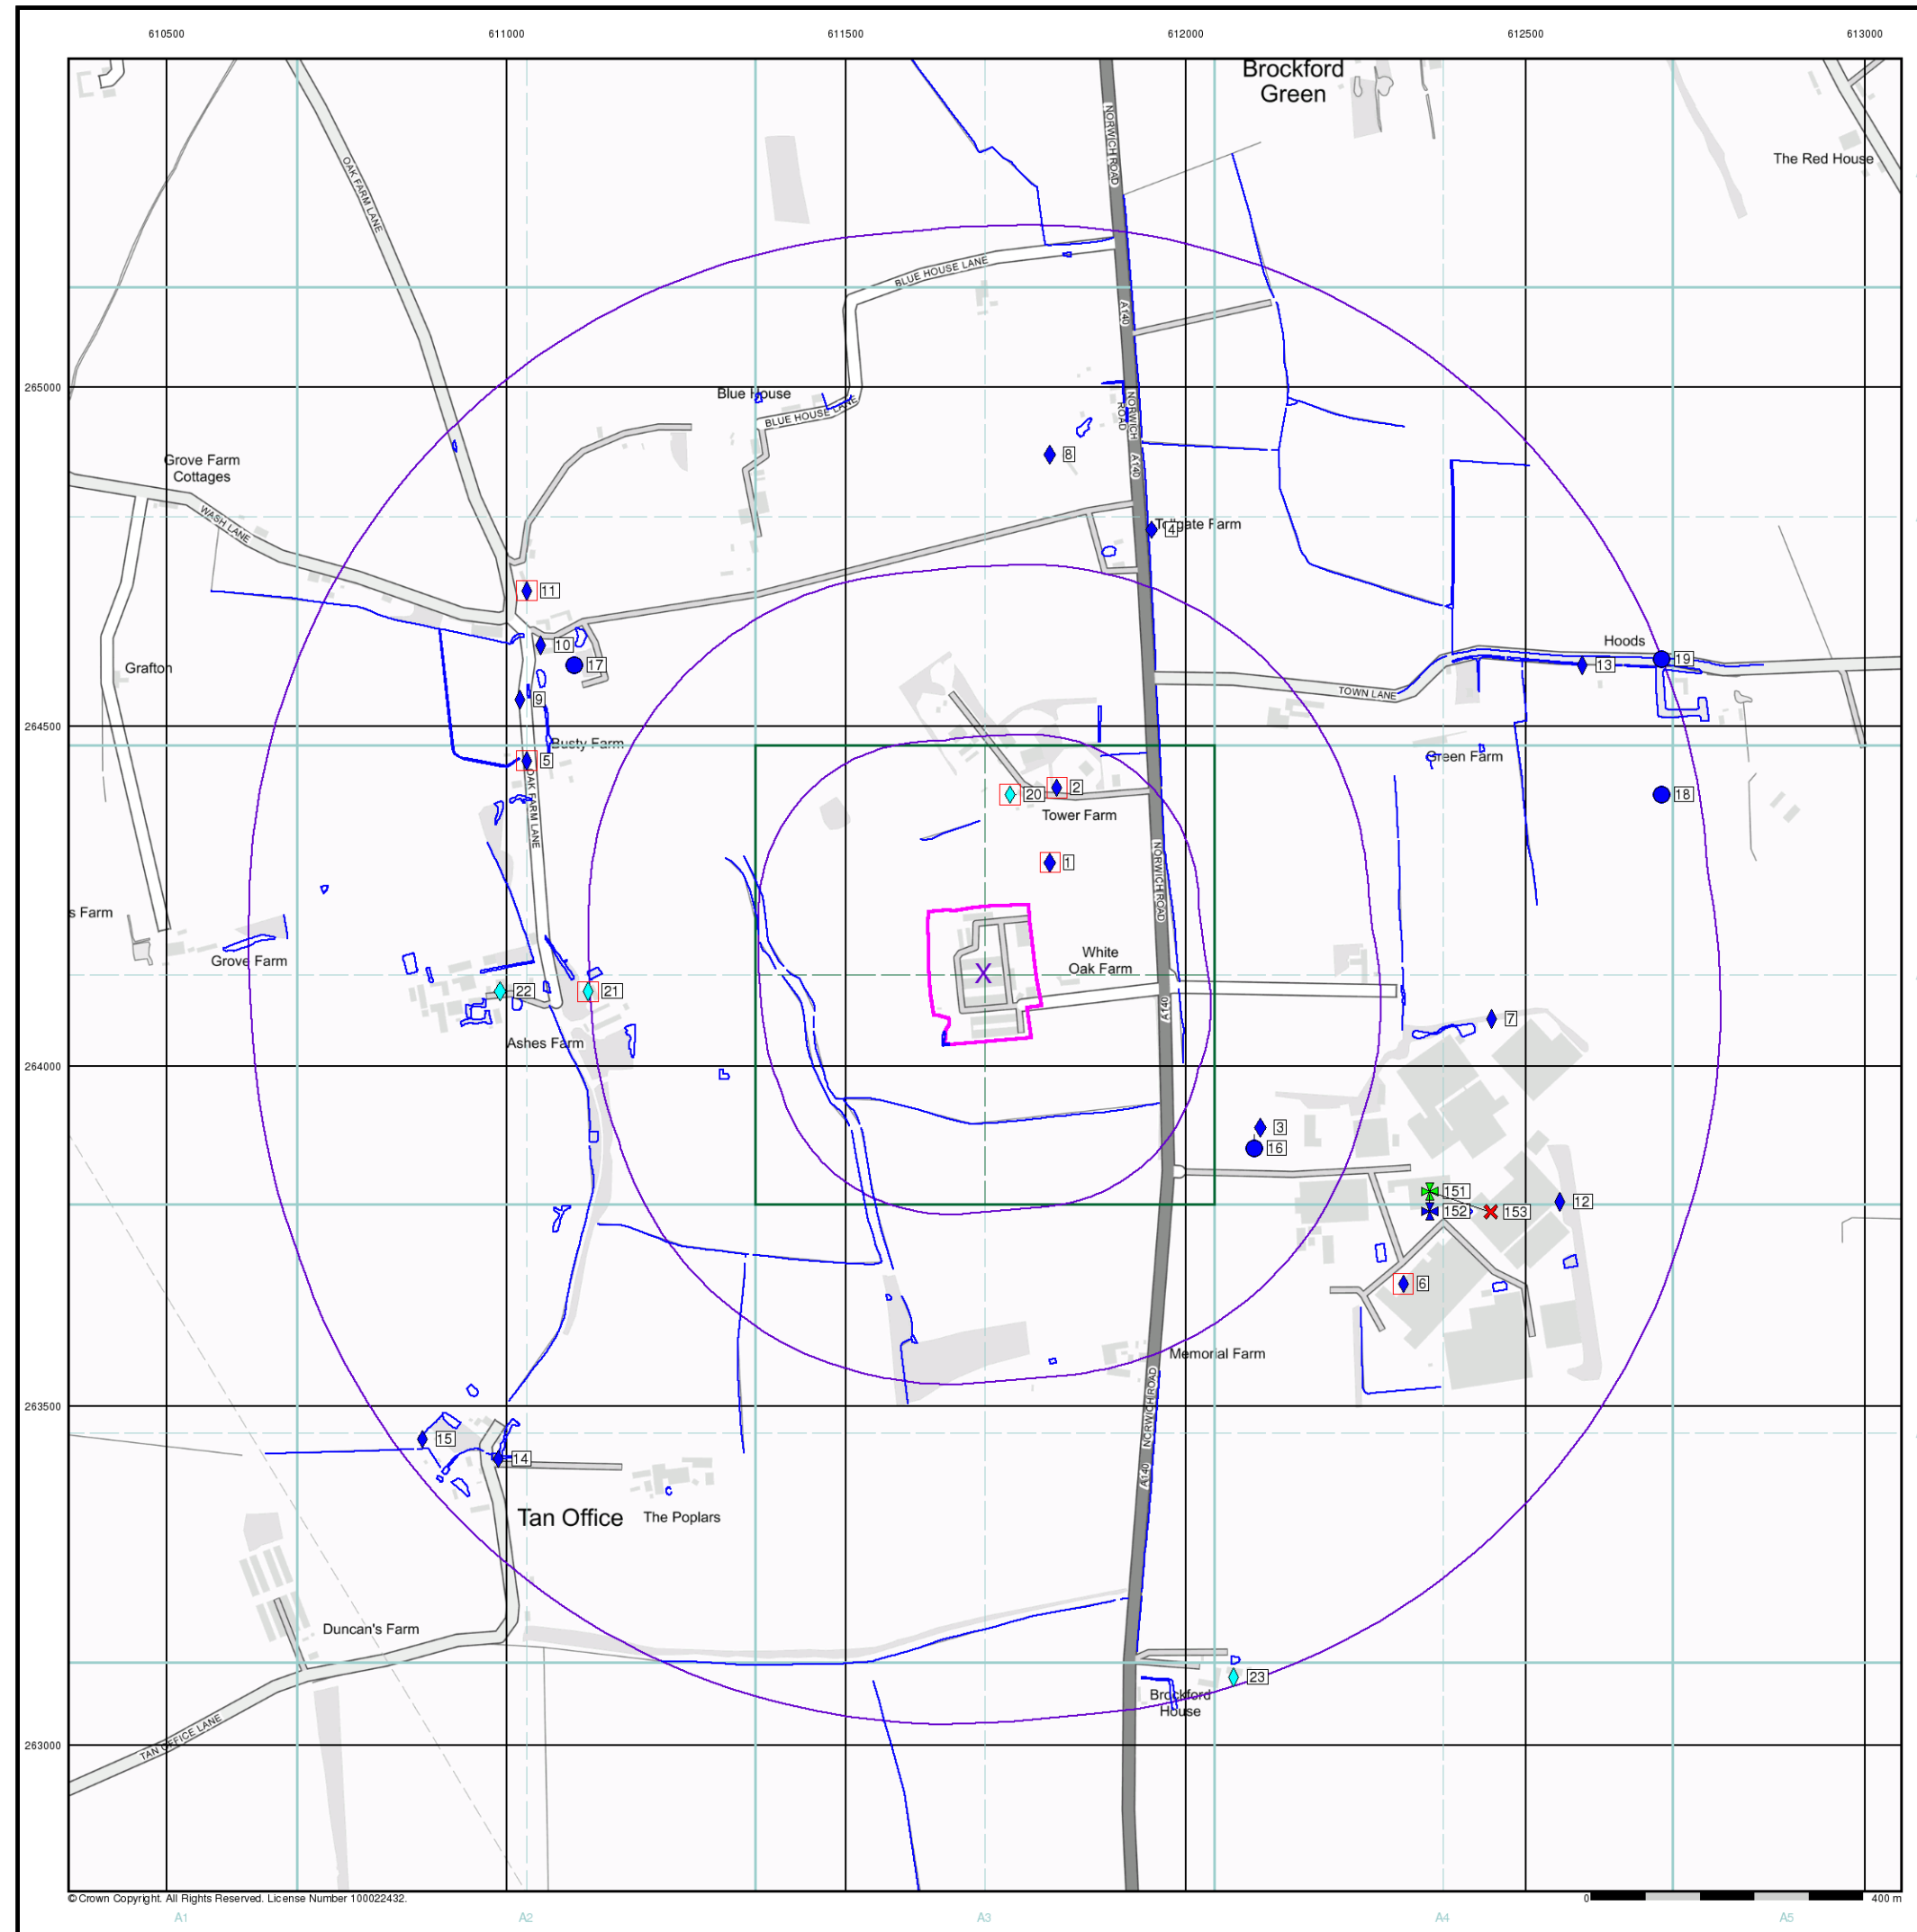 610500
611000
611500
612000
612500
613000
Brockford
Green
NORWICH ROAD
The Red House
OAK FARM LANE
BLUE HOUSE LANE
A140
265000
Blue House
BLUE HOUSE LANE
NORWICH
ROAD
8
A140
Grove Farm
Cottages
WASH LANE
4
Tollgate Farm
11
10
17
Hoods
19
13
Grafton
9
TOWN LANE
264500
Busty Farm
5
Green Farm
2
20
18
OAK FARM LANE
Tower Farm
1
NORWICH ROAD
s Farm
Grove Farm
White
Oak Farm
X
22
21
A140
7
Ashes Farm
264000
3
16
151
12
152
153
6
Memorial Farm
NORWICH ROAD
263500
15
14
A140
Tan Office
The Poplars
Duncan's Farm
23
Brockford
House
TAN OFFICE LANE
263000
© Crown Copyright. All Rights Reserved. License Number 100022432.
0
400 m
A1
A2
A3
A4
A5